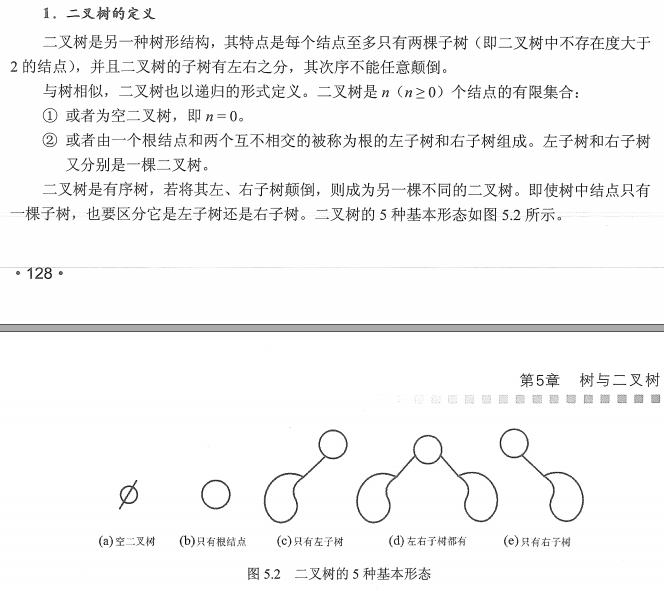 1．二叉树的定义
二叉树是另一种树形结构，其特点是每个结点至多只有两棵子树（即二叉树中不存在度大于
2 的结点），并且二叉树的子树有左右之分，其次序不能任意颠倒。
与树相似，二叉树也以递归的形式定义。二叉树是 n（n≥0）个结点的有限集合：
① 或者为空二叉树，即 n = 0。
② 或者由一个根结点和两个互不相交的被称为根的左子树和右子树组成。左子树和右子树
又分别是一棵二叉树。
二叉树是有序树，若将其左、右子树颠倒，则成为另一棵不同的二叉树。即使树中结点只有
一棵子树，也要区分它是左子树还是右子树。二叉树的 5 种基本形态如图 5.2 所示。
• 128 •
第5章 树与二叉树
(a) 空二叉树 (b) 只有根结点 (c) 只有左子树 (d) 左右子树都有 (e) 只有右子树
图 5.2 二叉树的 5 种基本形态